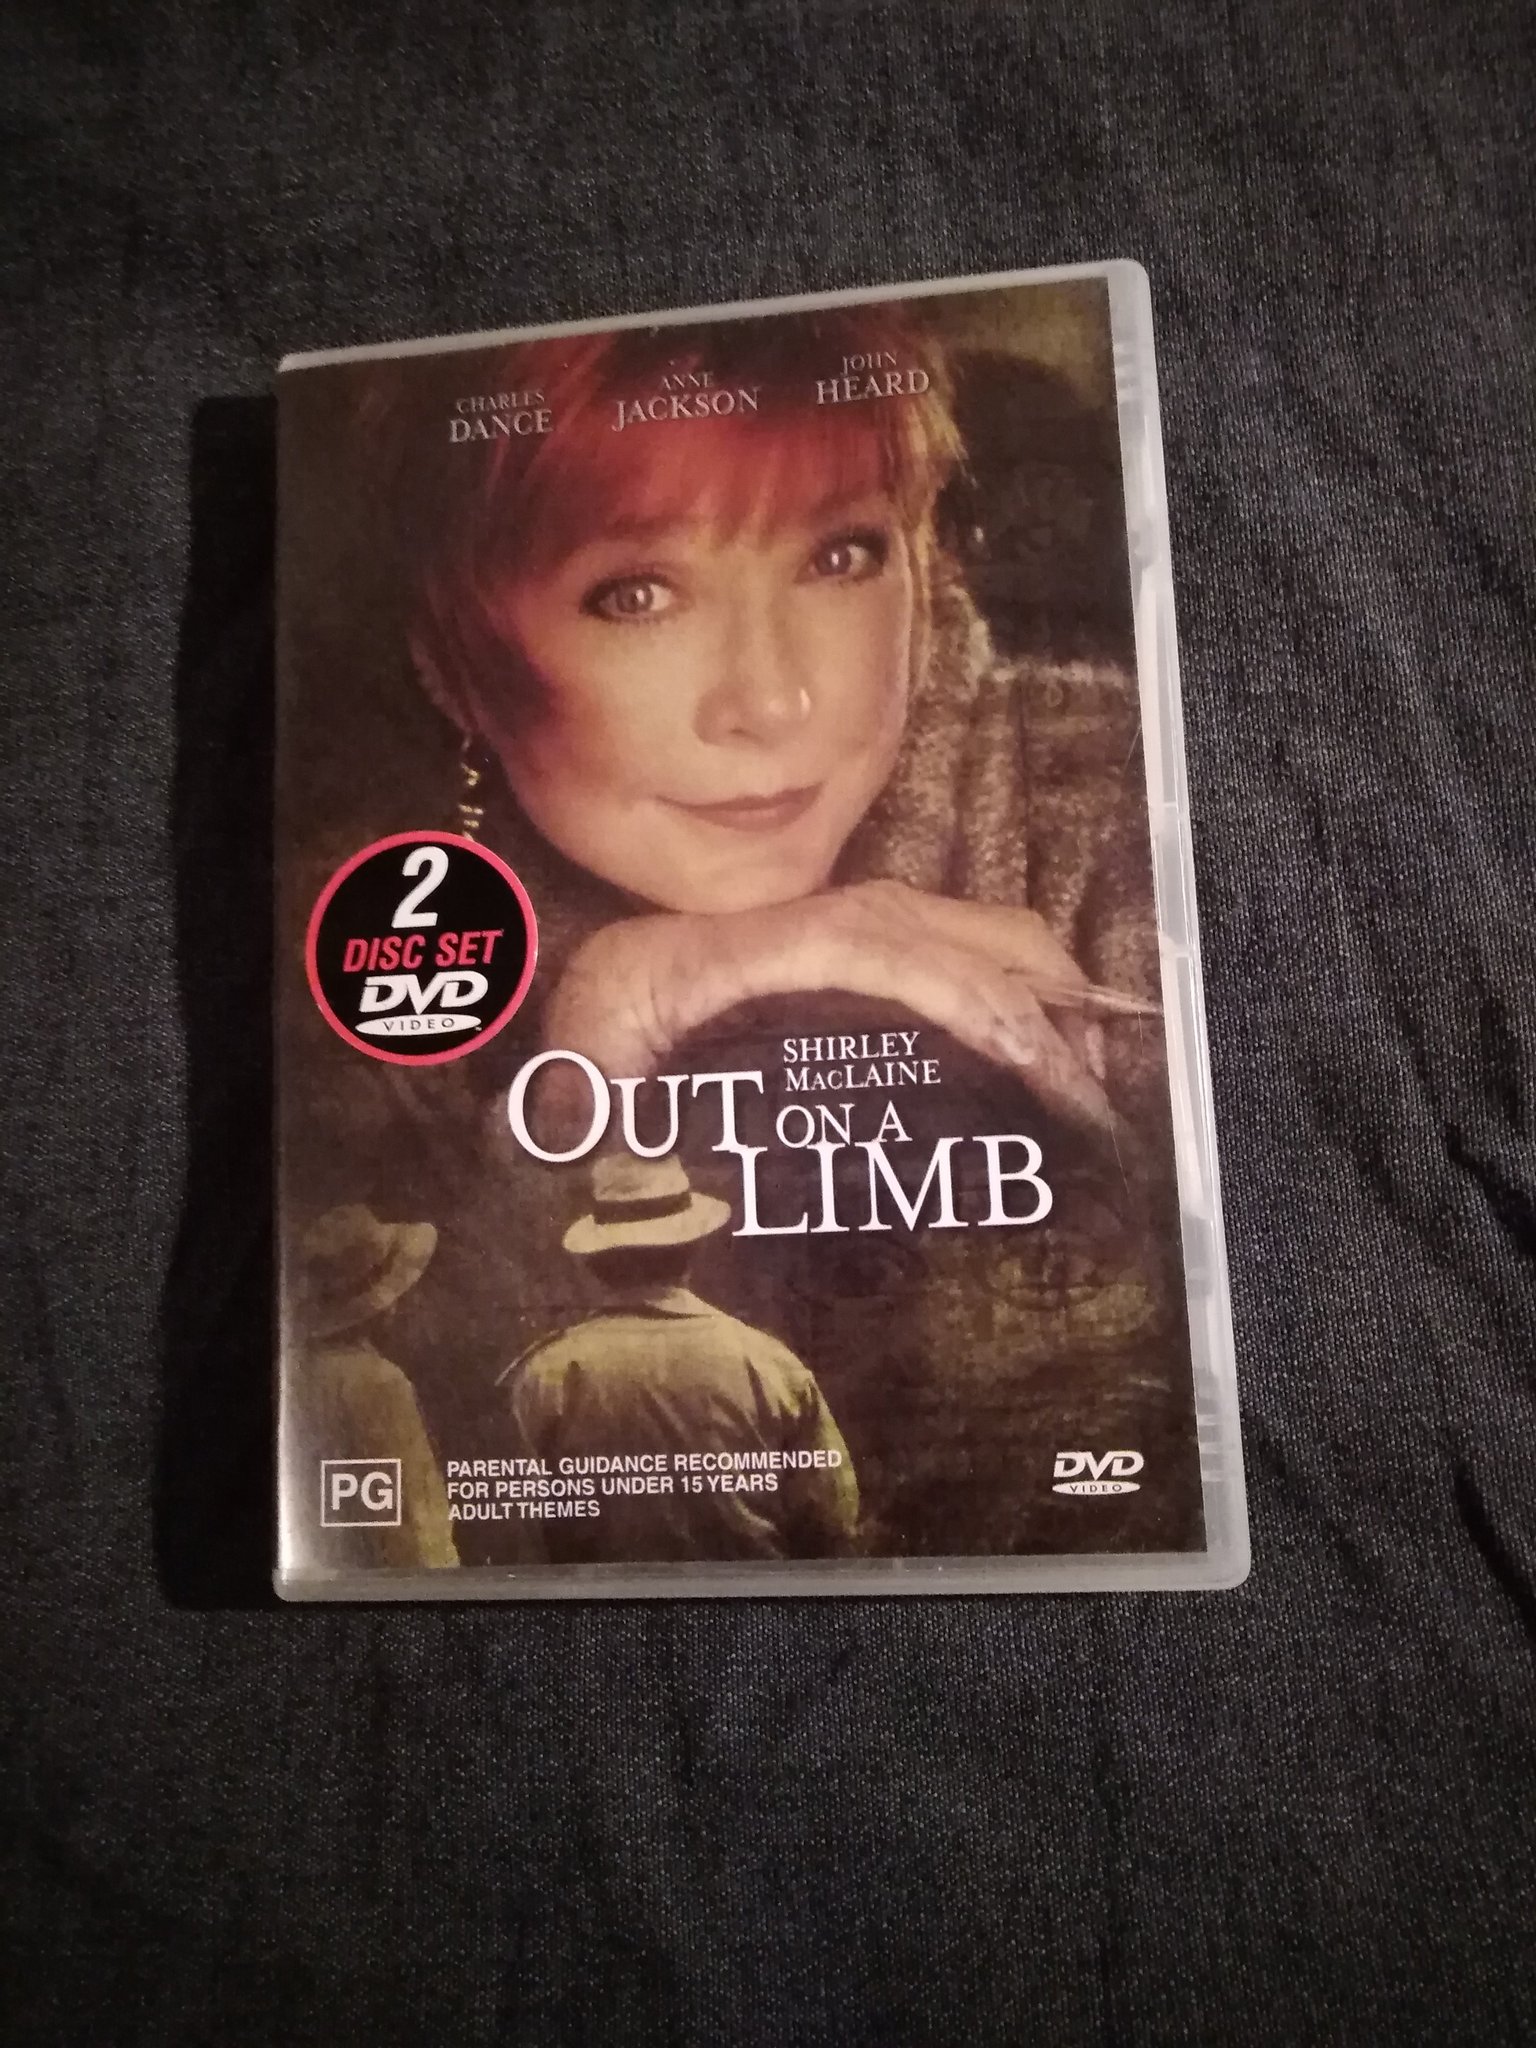 CHARLES
DANCE
ANNE
JACKSON
JOHN
HEARD
2
DISC SET
DVD
VIDEO
SHIRLEY
MACLAINE
OUT ON A
LIMB
PG
PARENTAL GUIDANCE RECOMMENDED
FOR PERSONS UNDER 15 YEARS
ADULT THEMES
DVD
VIDEO